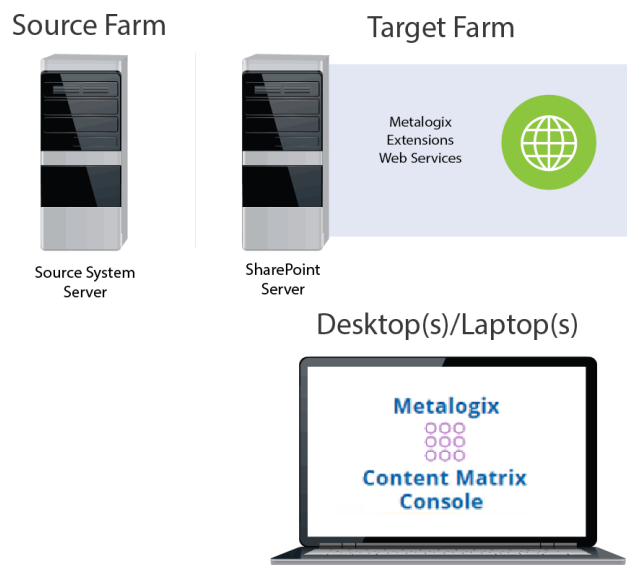 Source Farm
Target Farm
Metalogix
Extensions
Web Services
Source System
Server
SharePoint
Server
Desktop(s)/Laptop(s)
Metalogix
Content Matrix
Console